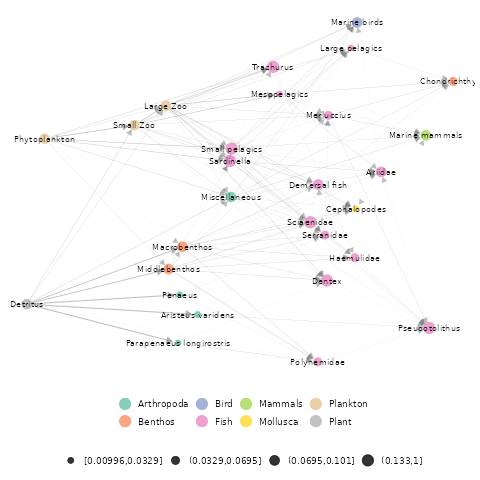 Marine birds
Large pelagics
Trachurus
Chondrichthy
Mesopelagics
Large Zoo
Merluccius
Small Zoo
Marine mammals
Phytoplankton
Small pelagics
Sardinella
Ariidae
Demersal fish
Miscellaneous
Cephalopodes
Sciaenidae
Serranidae
Macrobenthos
Haemulidae
Middlebenthos
Dentex
Penaeus
Detritus
Aristeus varidens
Pseucotolithus
Parapenaeus longirostris
Polynemidae
Arthropoda Bird Mammals Plankton
Benthos Fish Mollusca Plant
[0.00996,0.0329] (0.0329,0.0695] (0.0695,0.101] (0.133,1]